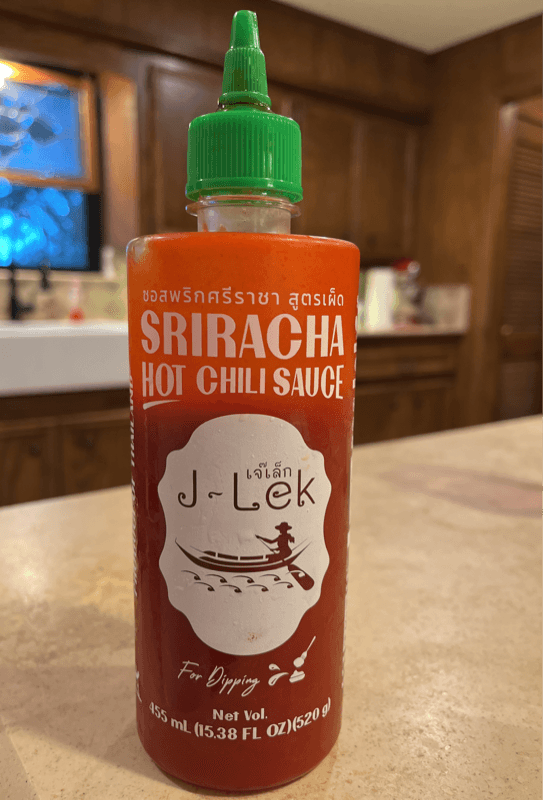 ซอสพริกศรีราชา สูตรเผ็ด
SRIRACHA
HOT CHILI SAUCE
เจ๊เล็ก
J-Lek
For Dipping
Net Vol.
455 mL (15.38 FL OZ)(520 g)